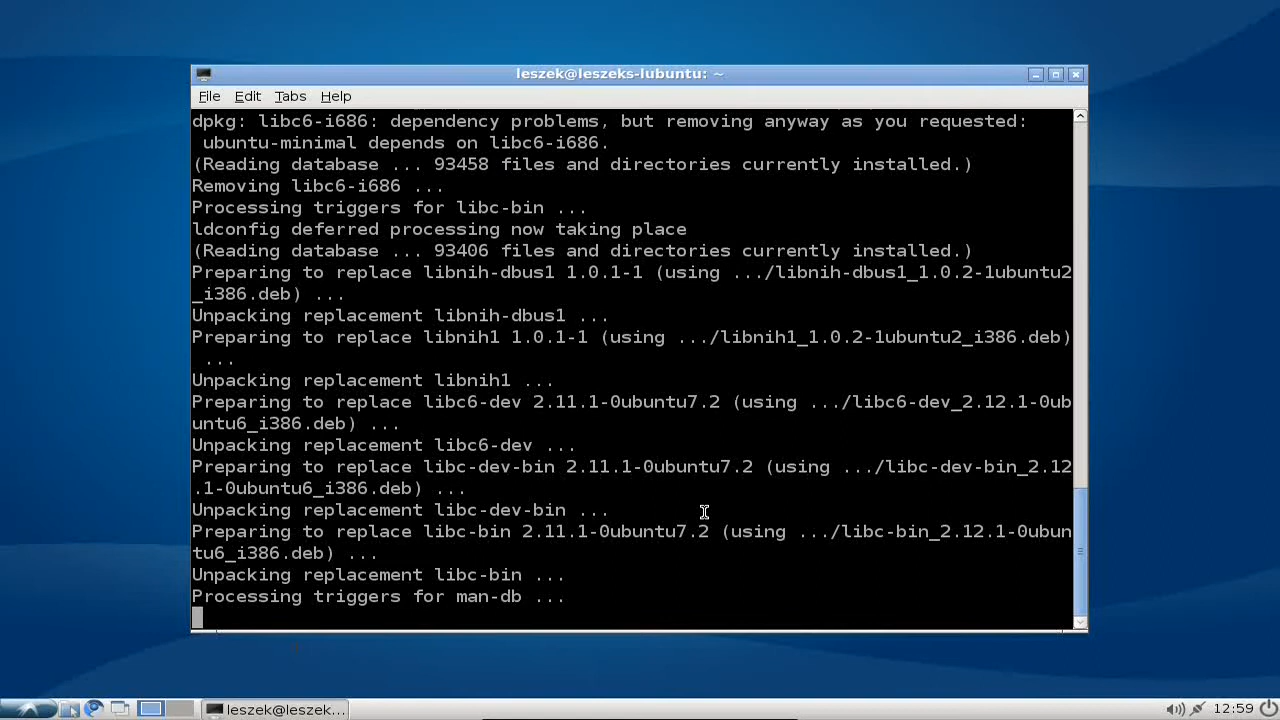 leszek@leszeks-lubuntu: ~
File Edit Tabs Help
dpkg: libc6-i686: dependency problems, but removing anyway as you requested:
 ubuntu-minimal depends on libc6-i686.
(Reading database ... 93458 files and directories currently installed.)
Removing libc6-i686 ...
Processing triggers for libc-bin ...
ldconfig deferred processing now taking place
(Reading database ... 93406 files and directories currently installed.)
Preparing to replace libnih-dbus1 1.0.1-1 (using .../libnih-dbus1_1.0.2-1ubuntu2
_i386.deb) ...
Unpacking replacement libnih-dbus1 ...
Preparing to replace libnih1 1.0.1-1 (using .../libnih1_1.0.2-1ubuntu2_i386.deb)
 ...
Unpacking replacement libnih1 ...
Preparing to replace libc6-dev 2.11.1-0ubuntu7.2 (using .../libc6-dev_2.12.1-0ub
untu6_i386.deb) ...
Unpacking replacement libc6-dev ...
Preparing to replace libc-dev-bin 2.11.1-0ubuntu7.2 (using .../libc-dev-bin_2.12
.1-0ubuntu6_i386.deb) ...
Unpacking replacement libc-dev-bin ...
Preparing to replace libc-bin 2.11.1-0ubuntu7.2 (using .../libc-bin_2.12.1-0ubun
tu6_i386.deb) ...
Unpacking replacement libc-bin ...
Processing triggers for man-db ...
leszek@leszek... 12:59